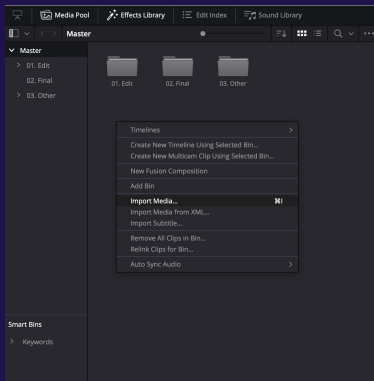 Media Pool Effects Library Edit Index Sound Library
Master
Master
01. Edit
02. Final
03. Other
01. Edit 02. Final 03. Other
Timelines
Create New Timeline Using Selected Bin...
Create New Multicam Clip Using Selected Bin...
New Fusion Composition
Add Bin
Import Media... ⌘I
Import Media from XML...
Import Subtitle...
Remove All Clips in Bin...
Relink Clips for Bin...
Auto Sync Audio
Smart Bins
Keywords